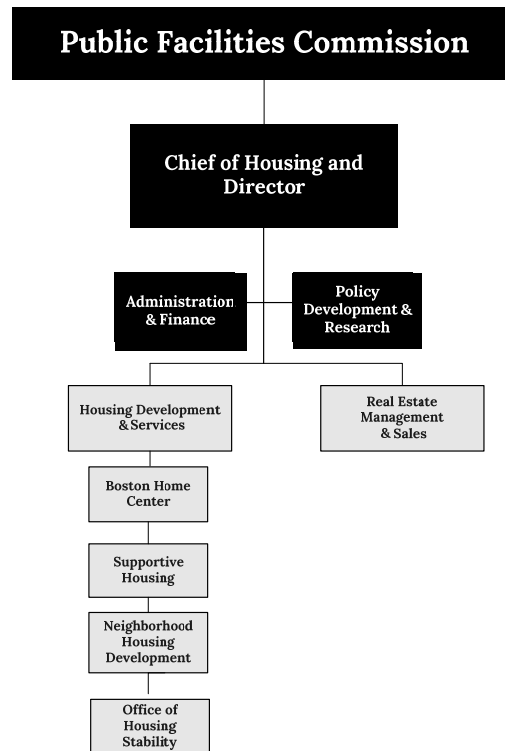 Public Facilities Commission
Chief of Housing and
Director
Administration
& Finance
Policy
Development &
Research
Housing Development
& Services
Real Estate
Management
& Sales
Boston Home
Center
Supportive
Housing
Neighborhood
Housing
Development
Office of
Housing
Stability